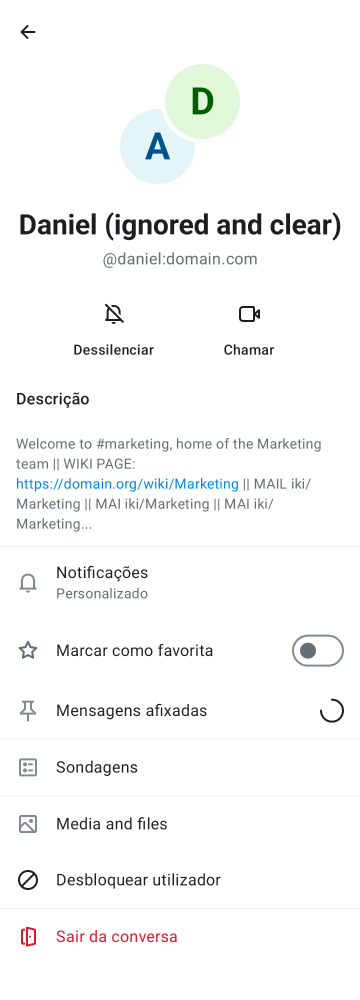 D
A
Daniel (ignored and clear)
@daniel:domain.com
Dessilenciar
Chamar
Descrição
Welcome to #marketing, home of the Marketing
team || WIKI PAGE:
https://domain.org/wiki/Marketing || MAIL iki/
Marketing || MAI iki/Marketing || MAI iki/
Marketing...
Notificações
Personalizado
Marcar como favorita
Mensagens afixadas
Sondagens
Media and files
Desbloquear utilizador
Sair da conversa